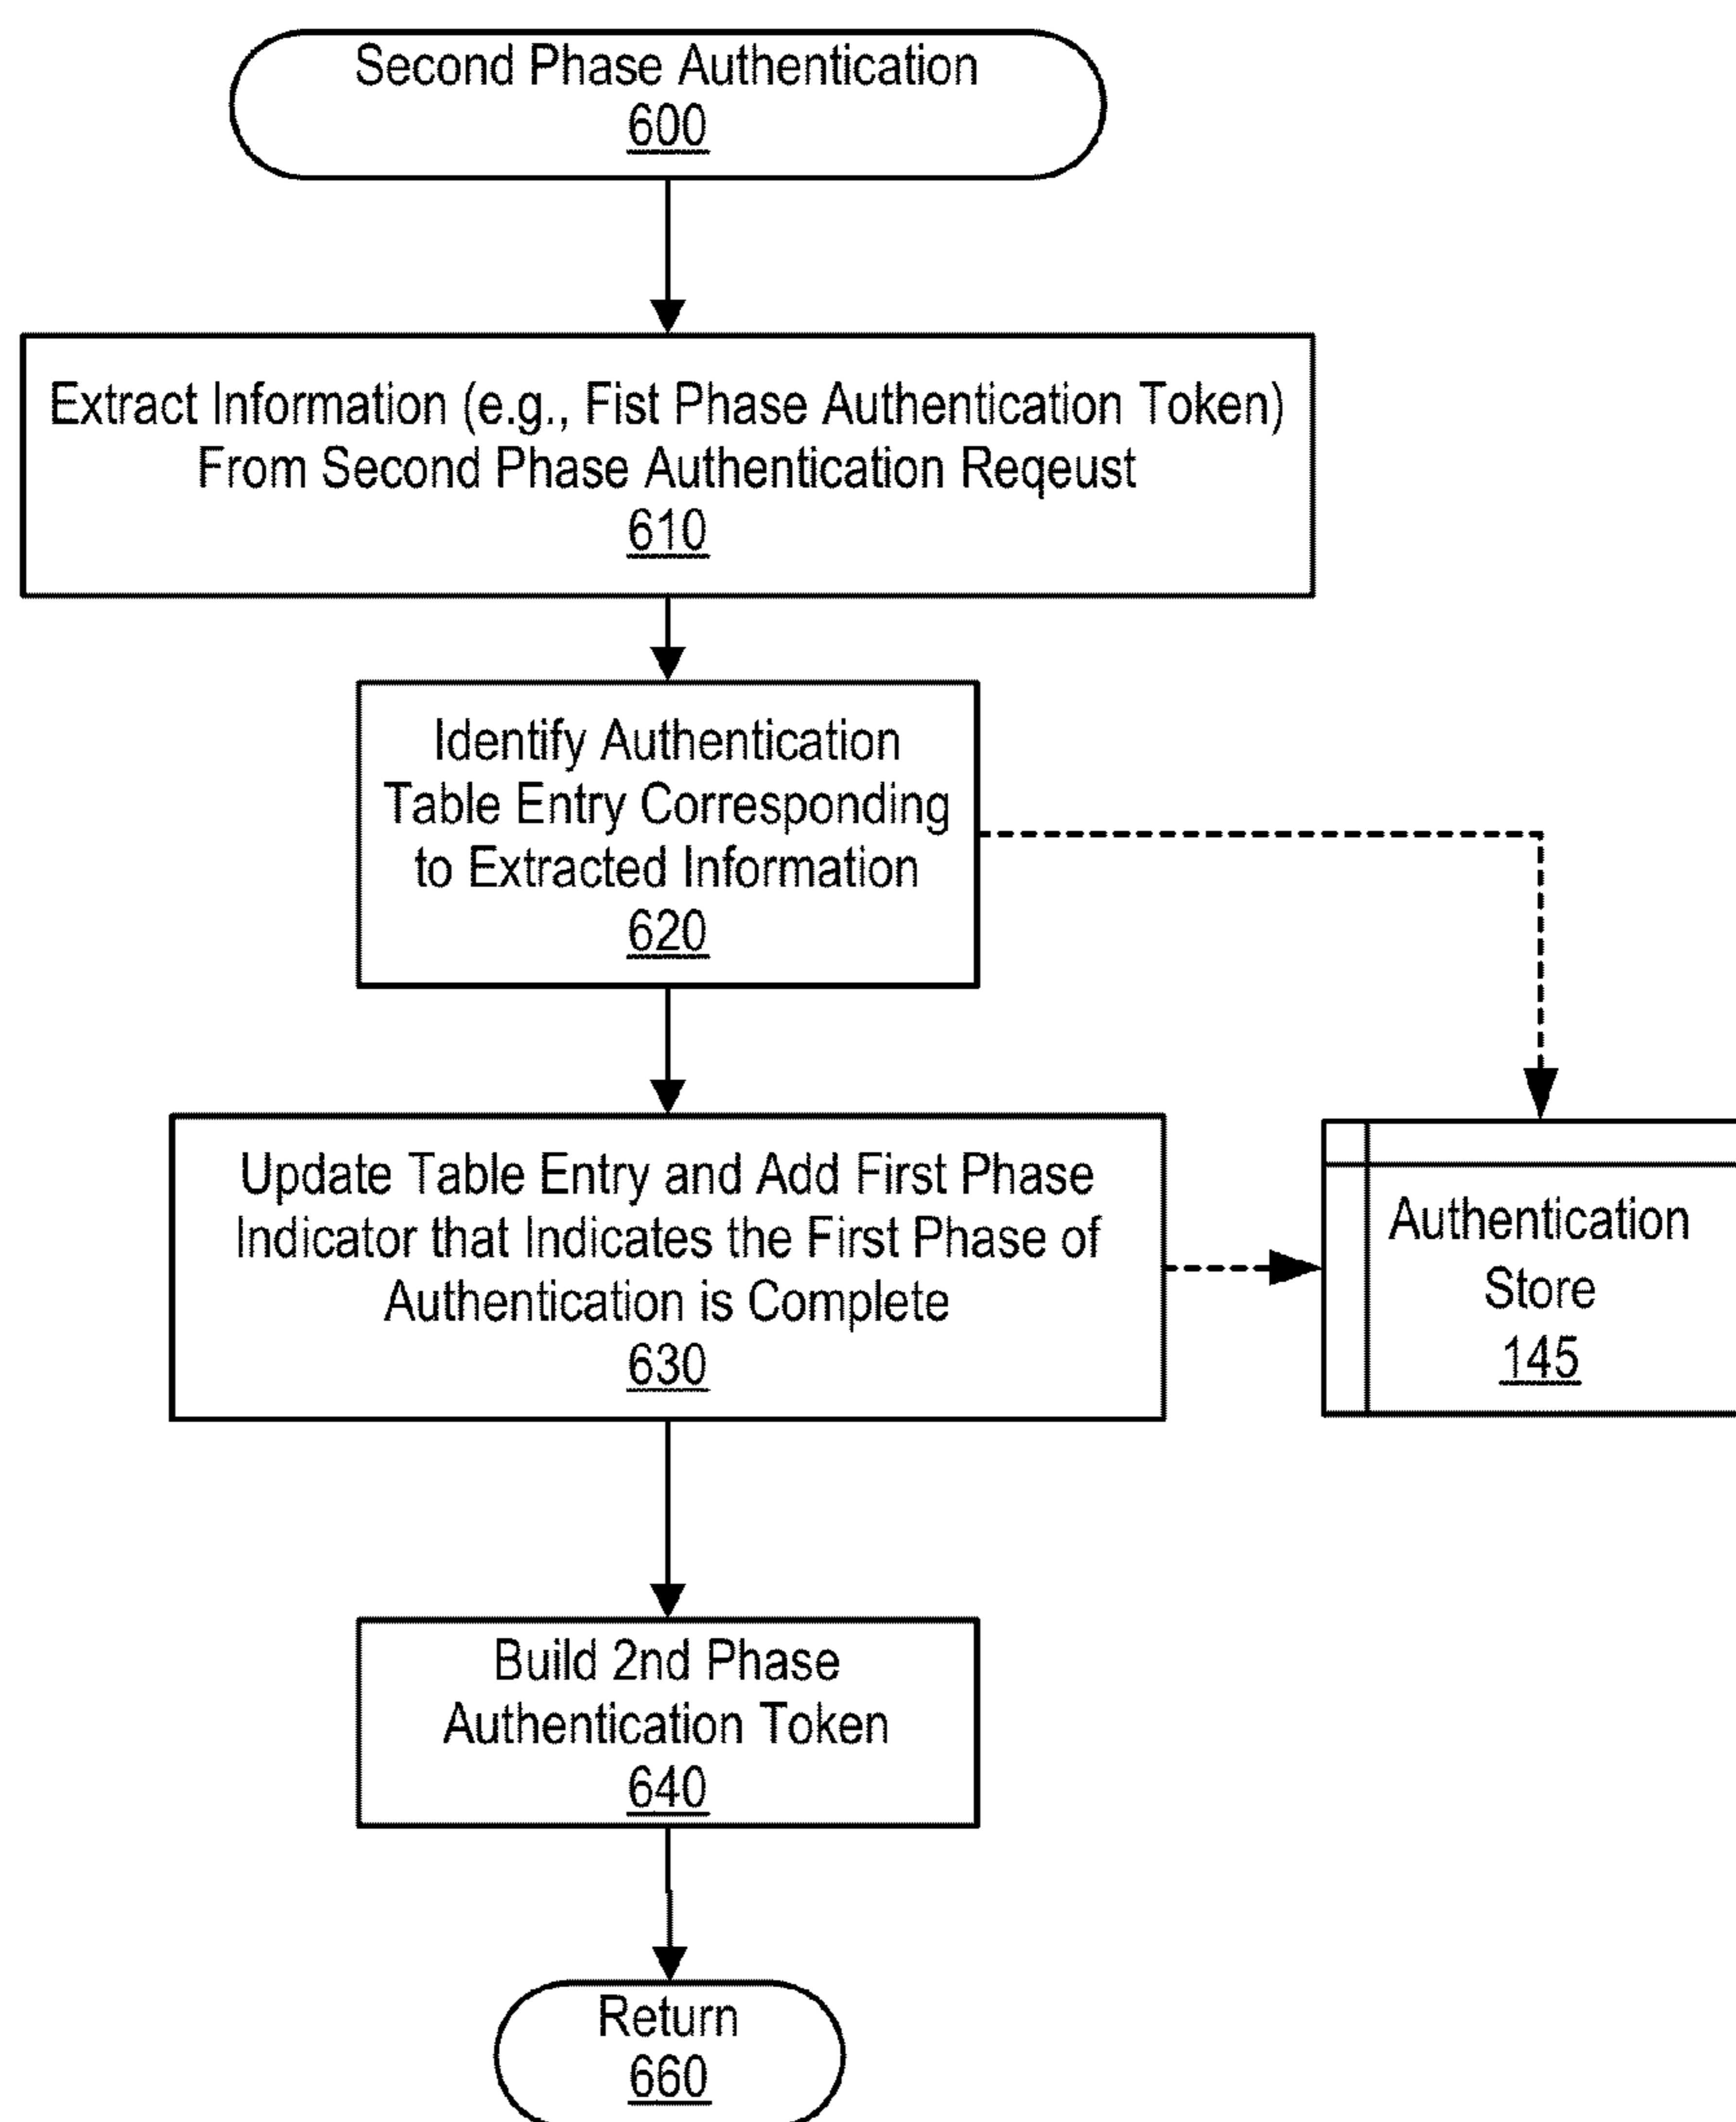 Second Phase Authentication
600
Extract Information (e.g., Fist Phase Authentication Token)
From Second Phase Authentication Reqeust
610
Identify Authentication
Table Entry Corresponding
to Extracted Information
620
Update Table Entry and Add First Phase
Indicator that Indicates the First Phase of
Authentication is Complete
630
Authentication
Store
145
Build 2nd Phase
Authentication Token
640
Return
660